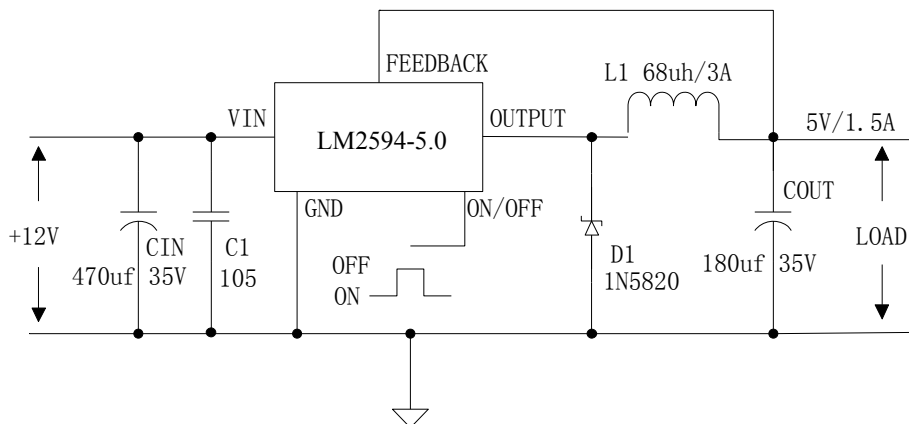 FEEDBACK
L1 68uh/3A
VIN
LM2594-5.0
OUTPUT
5V/1.5A
GND
ON/OFF
COUT
+12V
CIN
C1
OFF
D1
LOAD
470uf 35V
105
ON
1N5820
180uf 35V